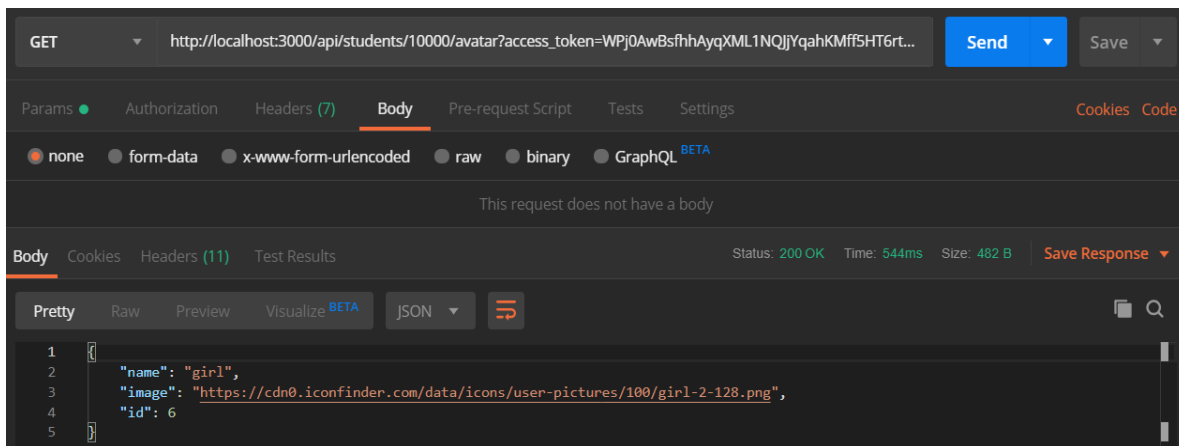 GET http://localhost:3000/api/students/10000/avatar?access_token=WPj0AwBsfhhAyqXML1NQJjYqahKMff5HT6rt... Send Save
Params Authorization Headers (7) Body Pre-request Script Tests Settings Cookies Code
none form-data x-www-form-urlencoded raw binary GraphQL BETA
This request does not have a body
Body Cookies Headers (11) Test Results Status: 200 OK Time: 544ms Size: 482 B Save Response
Pretty Raw Preview Visualize BETA JSON
1 {
2 "name": "girl",
3 "image": "https://cdn0.iconfinder.com/data/icons/user-pictures/100/girl-2-128.png",
4 "id": 6
5 }